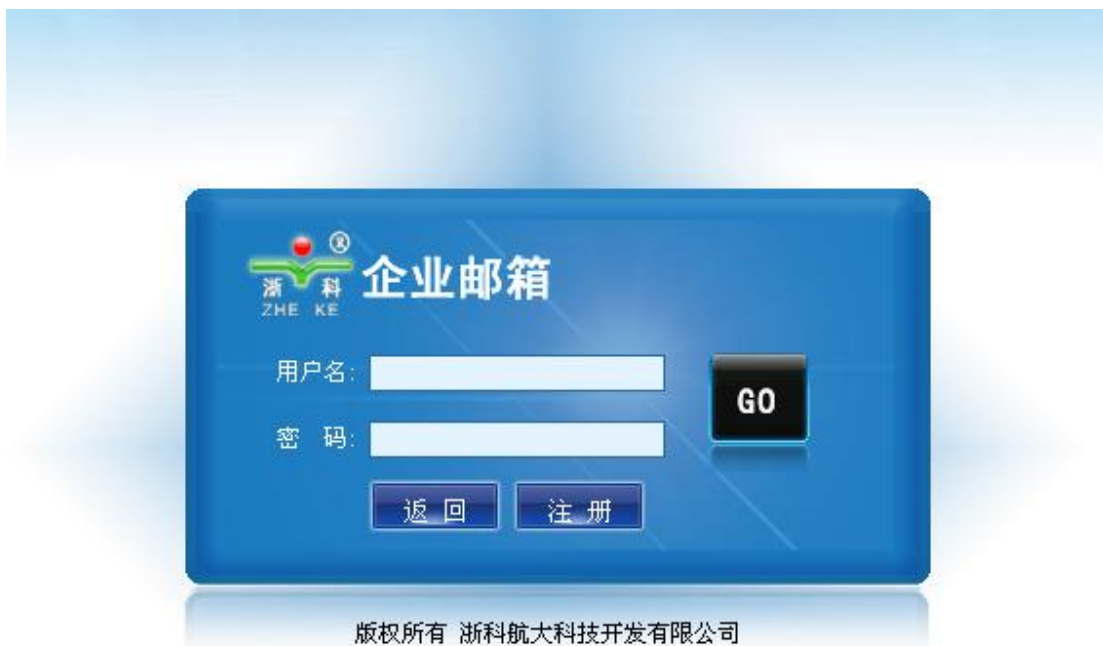 ®
浙 科
ZHE KE
企业邮箱
用户名:
密 码:
GO
返 回
注 册
版权所有 浙科航大科技开发有限公司